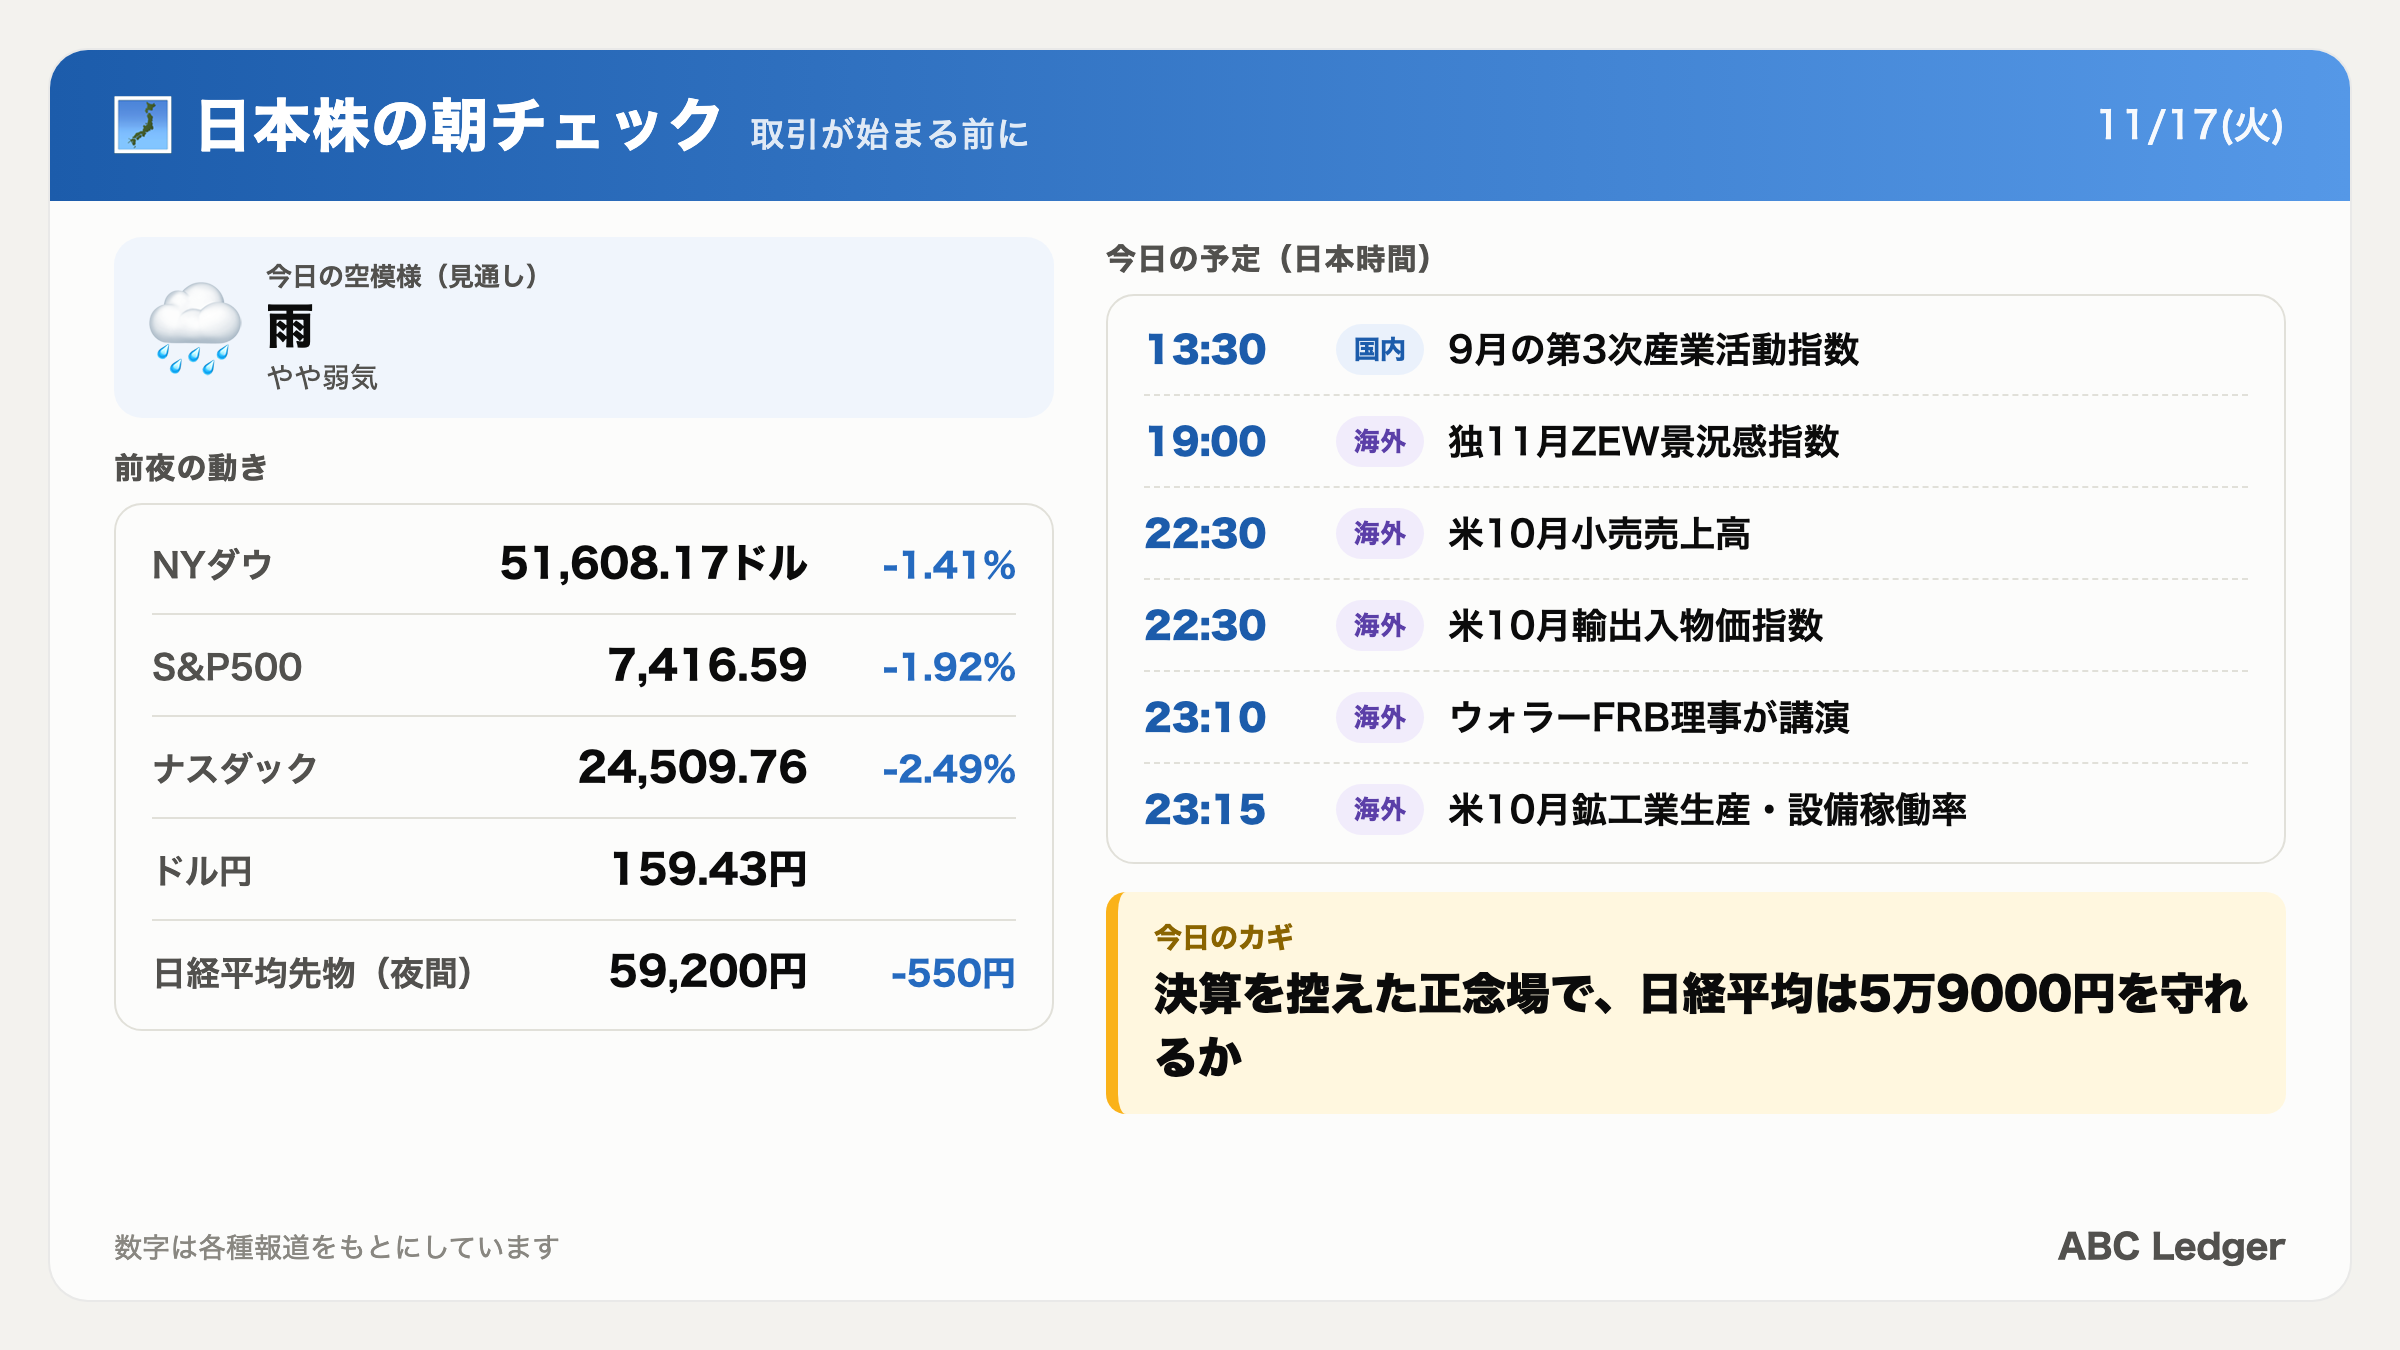 日本株の朝チェック 取引が始まる前に
11/17(火)
今日の空模様（見通し）
雨
やや弱気
前夜の動き
NYダウ 51,608.17ドル -1.41%
S&P500 7,416.59 -1.92%
ナスダック 24,509.76 -2.49%
ドル円 159.43円
日経平均先物（夜間） 59,200円 -550円
今日の予定（日本時間）
13:30 国内 9月の第3次産業活動指数
19:00 海外 独11月ZEW景況感指数
22:30 海外 米10月小売売上高
22:30 海外 米10月輸出入物価指数
23:10 海外 ウォラーFRB理事が講演
23:15 海外 米10月鉱工業生産・設備稼働率
今日のカギ
決算を控えた正念場で、日経平均は5万9000円を守れ
るか
数字は各種報道をもとにしています
ABC Ledger